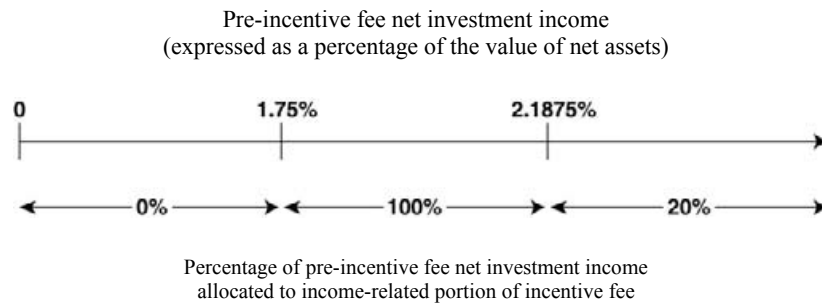 Pre-incentive fee net investment income
(expressed as a percentage of the value of net assets)
0 1.75% 2.1875%
0% 100% 20%
Percentage of pre-incentive fee net investment income
allocated to income-related portion of incentive fee